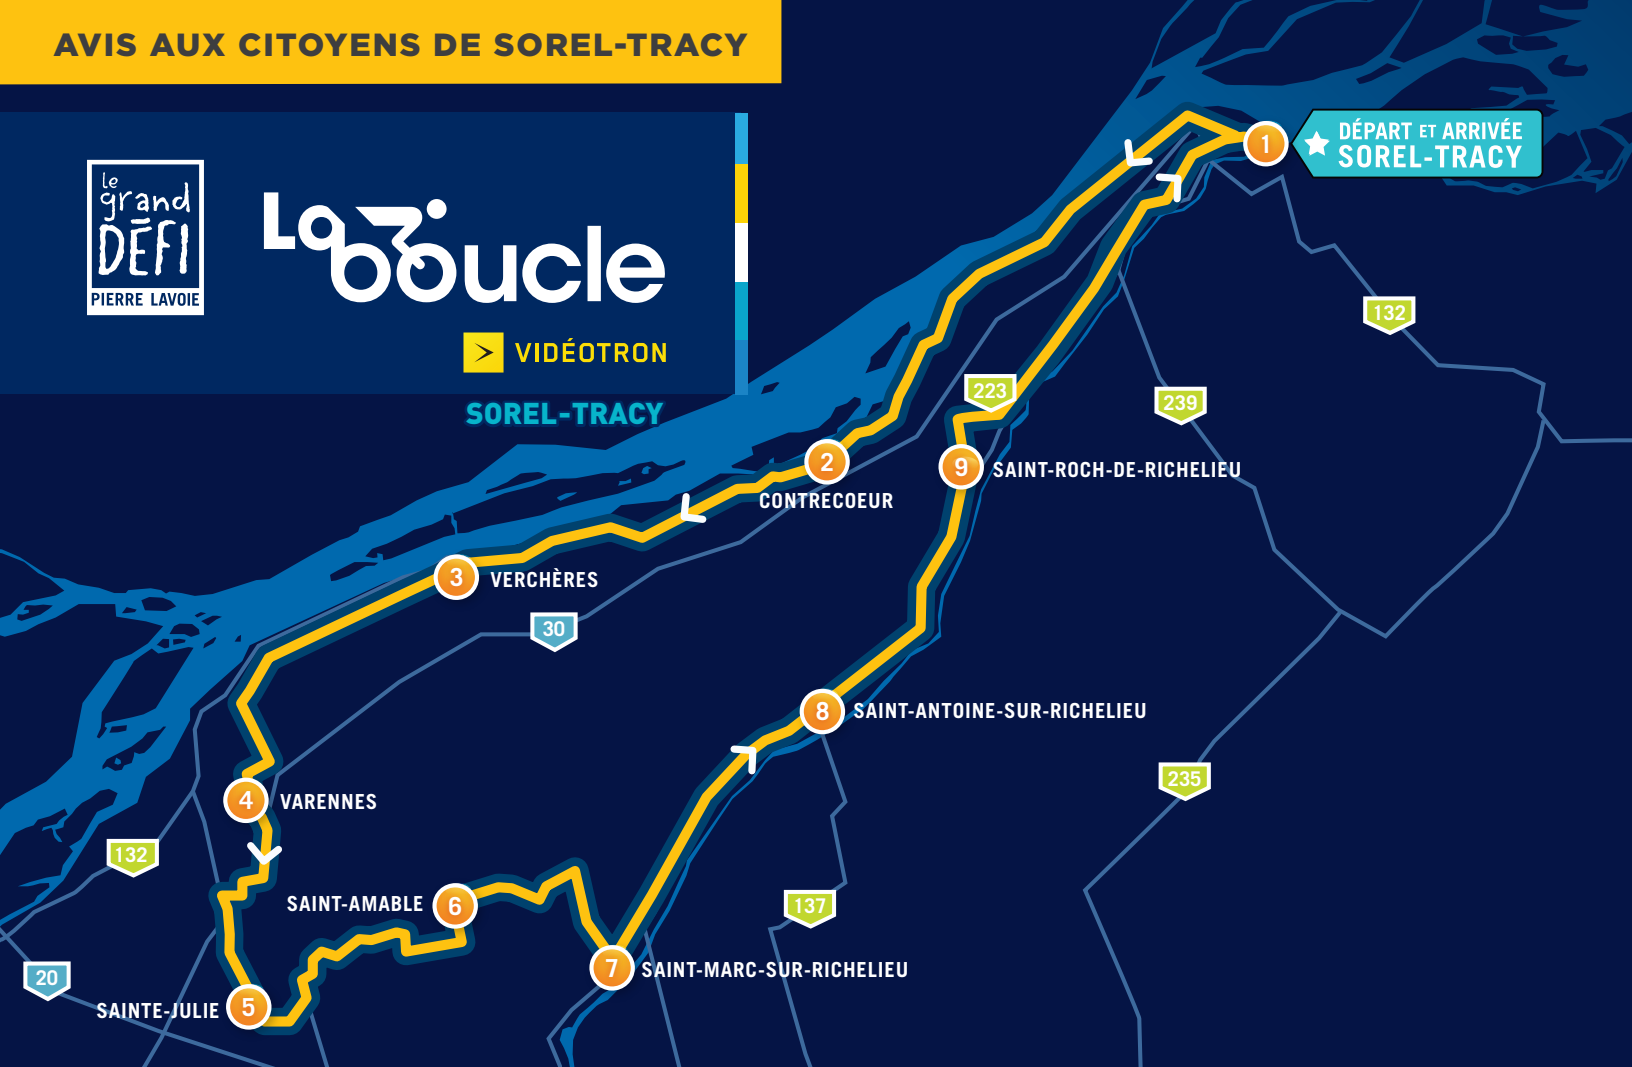 AVIS AUX CITOYENS DE SOREL-TRACY
le
grand
DÉFI
PIERRE LAVOIE
La
boucle
VIDÉOTRON
SOREL-TRACY
1
DÉPART ET ARRIVÉE
SOREL-TRACY
132
223
239
2
CONTRECOEUR
9
SAINT-ROCH-DE-RICHELIEU
3
VERCHÈRES
30
8
SAINT-ANTOINE-SUR-RICHELIEU
235
4
VARENNES
132
SAINT-AMABLE
6
137
7
SAINT-MARC-SUR-RICHELIEU
20
SAINTE-JULIE
5